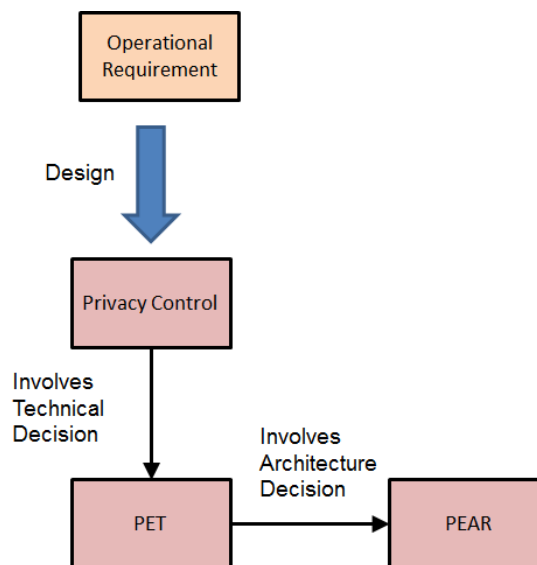 Operational
Requirement
Design
Privacy Control
Involves
Technical
Decision
Involves
Architecture
Decision
PET
PEAR